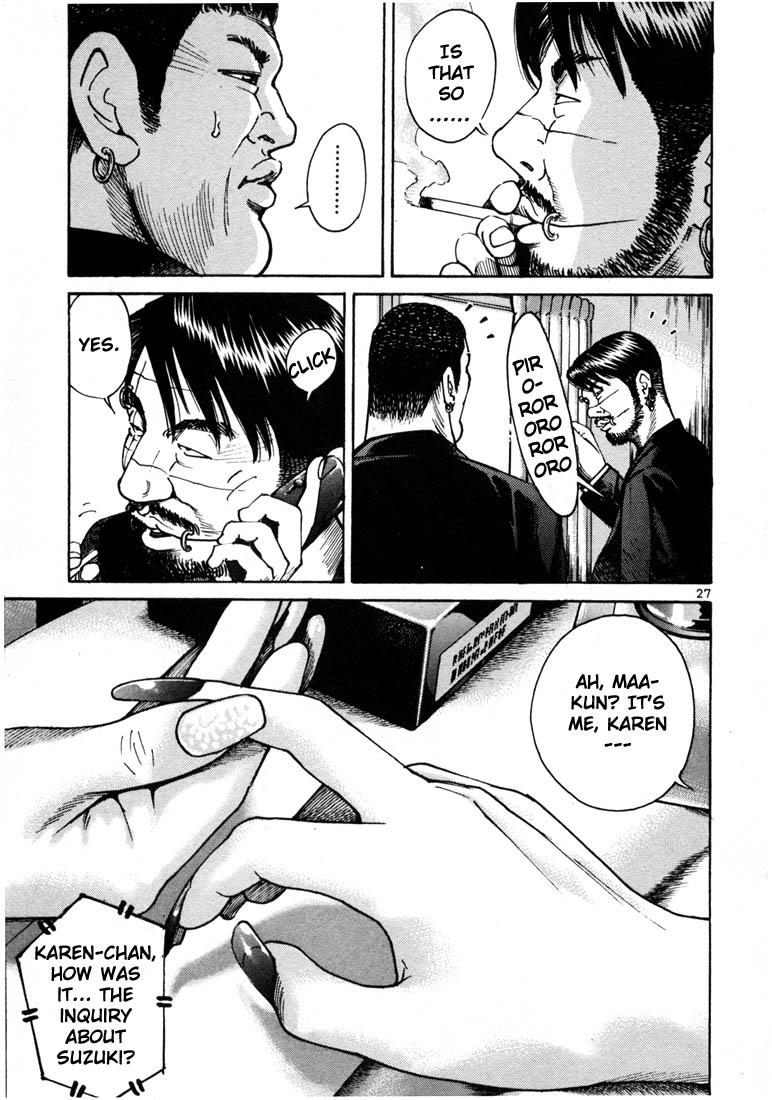 IS
THAT
SO
......
.........
PIR
O-
ROR
ORO
ROR
ORO
CLICK
YES.
27
AH, MAA-
KUN? IT'S
ME, KAREN
---
KAREN-CHAN,
HOW WAS
IT... THE
INQUIRY
ABOUT
SUZUKI?